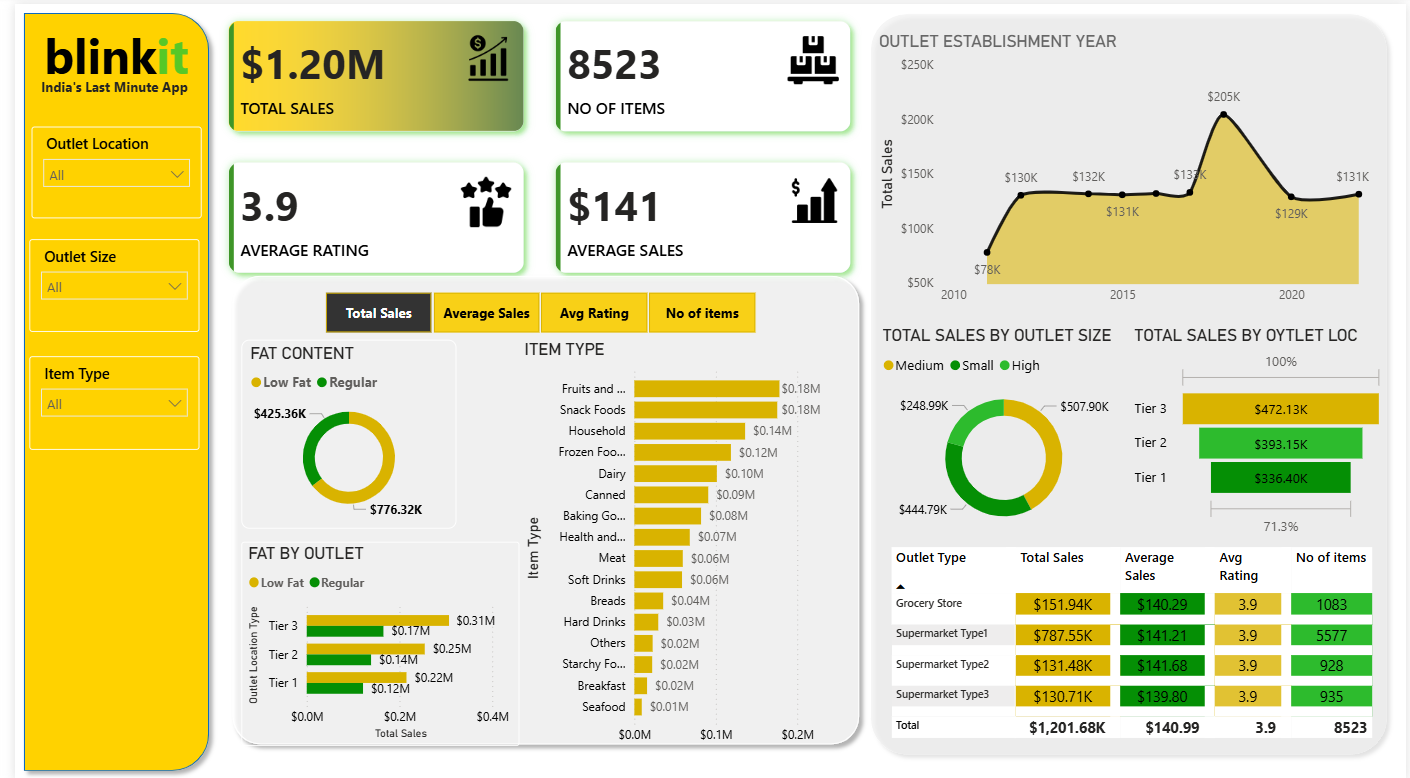 blinkit
India's Last Minute App
Outlet Location
All
Outlet Size
All
Item Type
All
$1.20M
TOTAL SALES
8523
NO OF ITEMS
3.9
AVERAGE RATING
$141
AVERAGE SALES
Total Sales
Average Sales
Avg Rating
No of items
FAT CONTENT
Low Fat
Regular
$425.36K
$776.32K
FAT BY OUTLET
Low Fat
Regular
Outlet Location Type
Tier 3
$0.31M
$0.17M
Tier 2
$0.25M
$0.14M
Tier 1
$0.22M
$0.12M
$0.0M
$0.2M
$0.4M
Total Sales
ITEM TYPE
Item Type
Fruits and ... $0.18M
Snack Foods $0.18M
Household $0.14M
Frozen Foo... $0.12M
Dairy $0.10M
Canned $0.09M
Baking Go... $0.08M
Health and... $0.07M
Meat $0.06M
Soft Drinks $0.06M
Breads $0.04M
Hard Drinks $0.03M
Others $0.02M
Starchy Fo... $0.02M
Breakfast $0.02M
Seafood $0.01M
$0.0M $0.1M $0.2M
OUTLET ESTABLISHMENT YEAR
Total Sales
$250K
$200K
$150K
$100K
$50K
$78K
$130K
$132K
$131K
$205K
$129K
$131K
2010
2015
2020
TOTAL SALES BY OUTLET SIZE
Medium
Small
High
$248.99K
$507.90K
$444.79K
TOTAL SALES BY OYTLET LOC
100%
Tier 3 $472.13K
Tier 2 $393.15K
Tier 1 $336.40K
71.3%
Outlet Type Total Sales Average Sales Avg Rating No of items
Grocery Store $151.94K $140.29 3.9 1083
Supermarket Type1 $787.55K $141.21 3.9 5577
Supermarket Type2 $131.48K $141.68 3.9 928
Supermarket Type3 $130.71K $139.80 3.9 935
Total $1,201.68K $140.99 3.9 8523